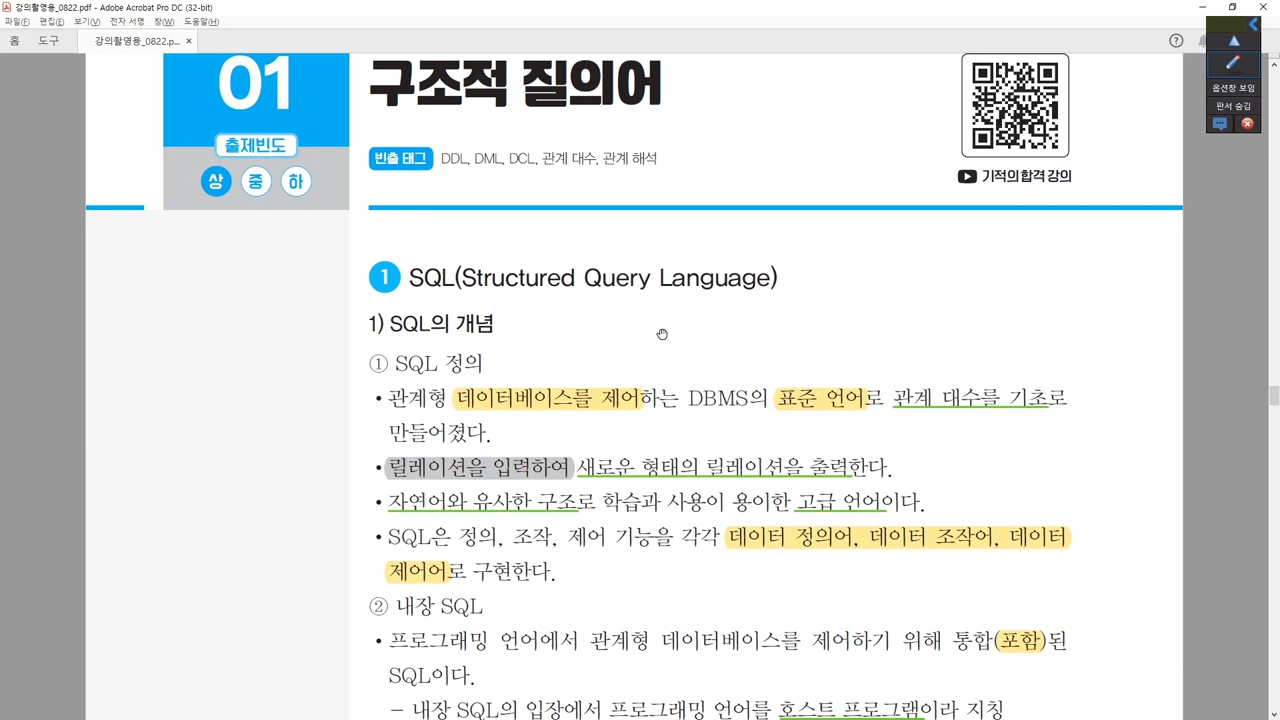 강의촬영용_0822.pdf - Adobe Acrobat Pro DC (32-bit)
파일(F) 편집(E) 보기(V) 전자 서명 창(W) 도움말(H)
홈 도구 강의촬영용_0822.p... ×
옵션창 보임
판서 숨김
01
출제빈도
상 중 하
구조적 질의어
빈출 태그 DDL, DML, DCL, 관계 대수, 관계 해석
기적의 합격 강의
1 SQL(Structured Query Language)
1) SQL의 개념
① SQL 정의
• 관계형 데이터베이스를 제어하는 DBMS의 표준 언어로 관계 대수를 기초로
만들어졌다.
• 릴레이션을 입력하여 새로운 형태의 릴레이션을 출력한다.
• 자연어와 유사한 구조로 학습과 사용이 용이한 고급 언어이다.
• SQL은 정의, 조작, 제어 기능을 각각 데이터 정의어, 데이터 조작어, 데이터
제어어로 구현한다.
② 내장 SQL
• 프로그래밍 언어에서 관계형 데이터베이스를 제어하기 위해 통합(포함)된
SQL이다.
– 내장 SQL의 입장에서 프로그래밍 언어를 호스트 프로그램이라 지칭